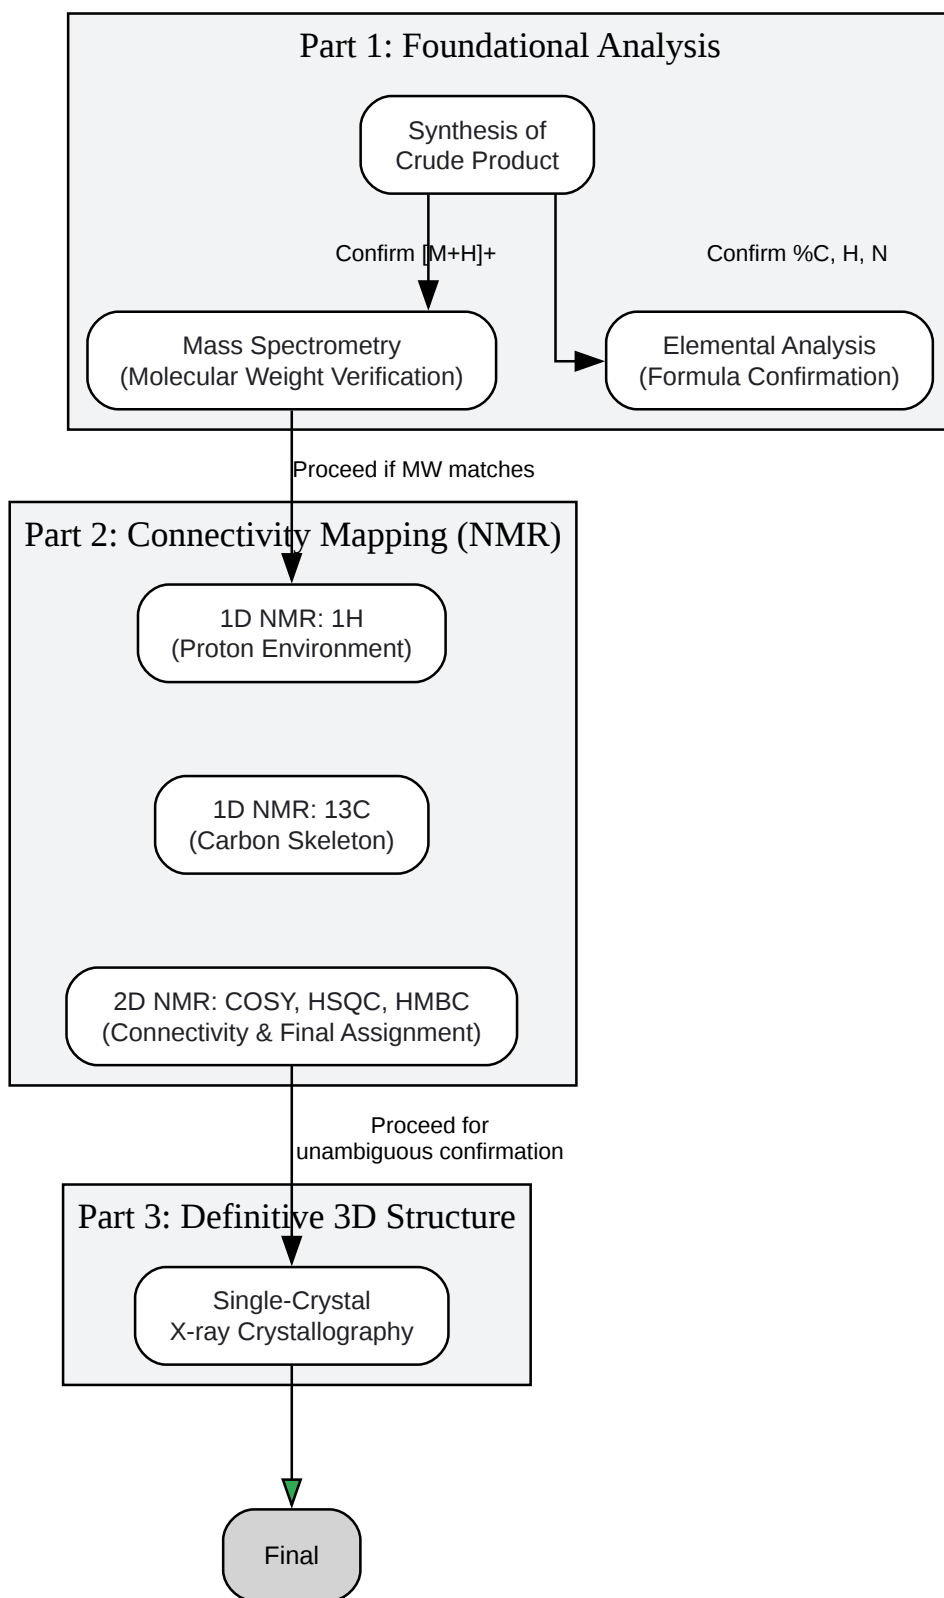 Part 1: Foundational Analysis
Synthesis of
Crude Product
Confirm [M+H]+
Confirm %C, H, N
Mass Spectrometry
(Molecular Weight Verification)
Elemental Analysis
(Formula Confirmation)
Proceed if MW matches
Part 2: Connectivity Mapping (NMR)
1D NMR: 1H
(Proton Environment)
1D NMR: 13C
(Carbon Skeleton)
2D NMR: COSY, HSQC, HMBC
(Connectivity & Final Assignment)
Proceed for
unambiguous confirmation
Part 3: Definitive 3D Structure
Single-Crystal
X-ray Crystallography
Final